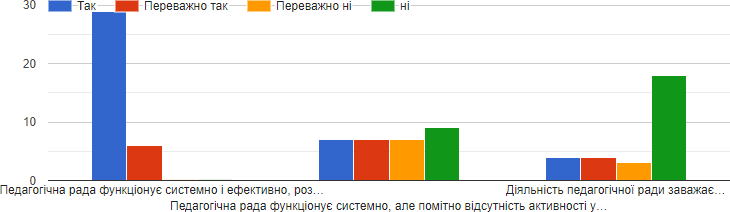 30
Так
Переважно так
Переважно ні
ні
20
10
0
Педагогічна рада функціонує системно і ефективно, роз…
Діяльність педагогічної ради заважає…
Педагогічна рада функціонує системно, але помітно відсутність активності у…